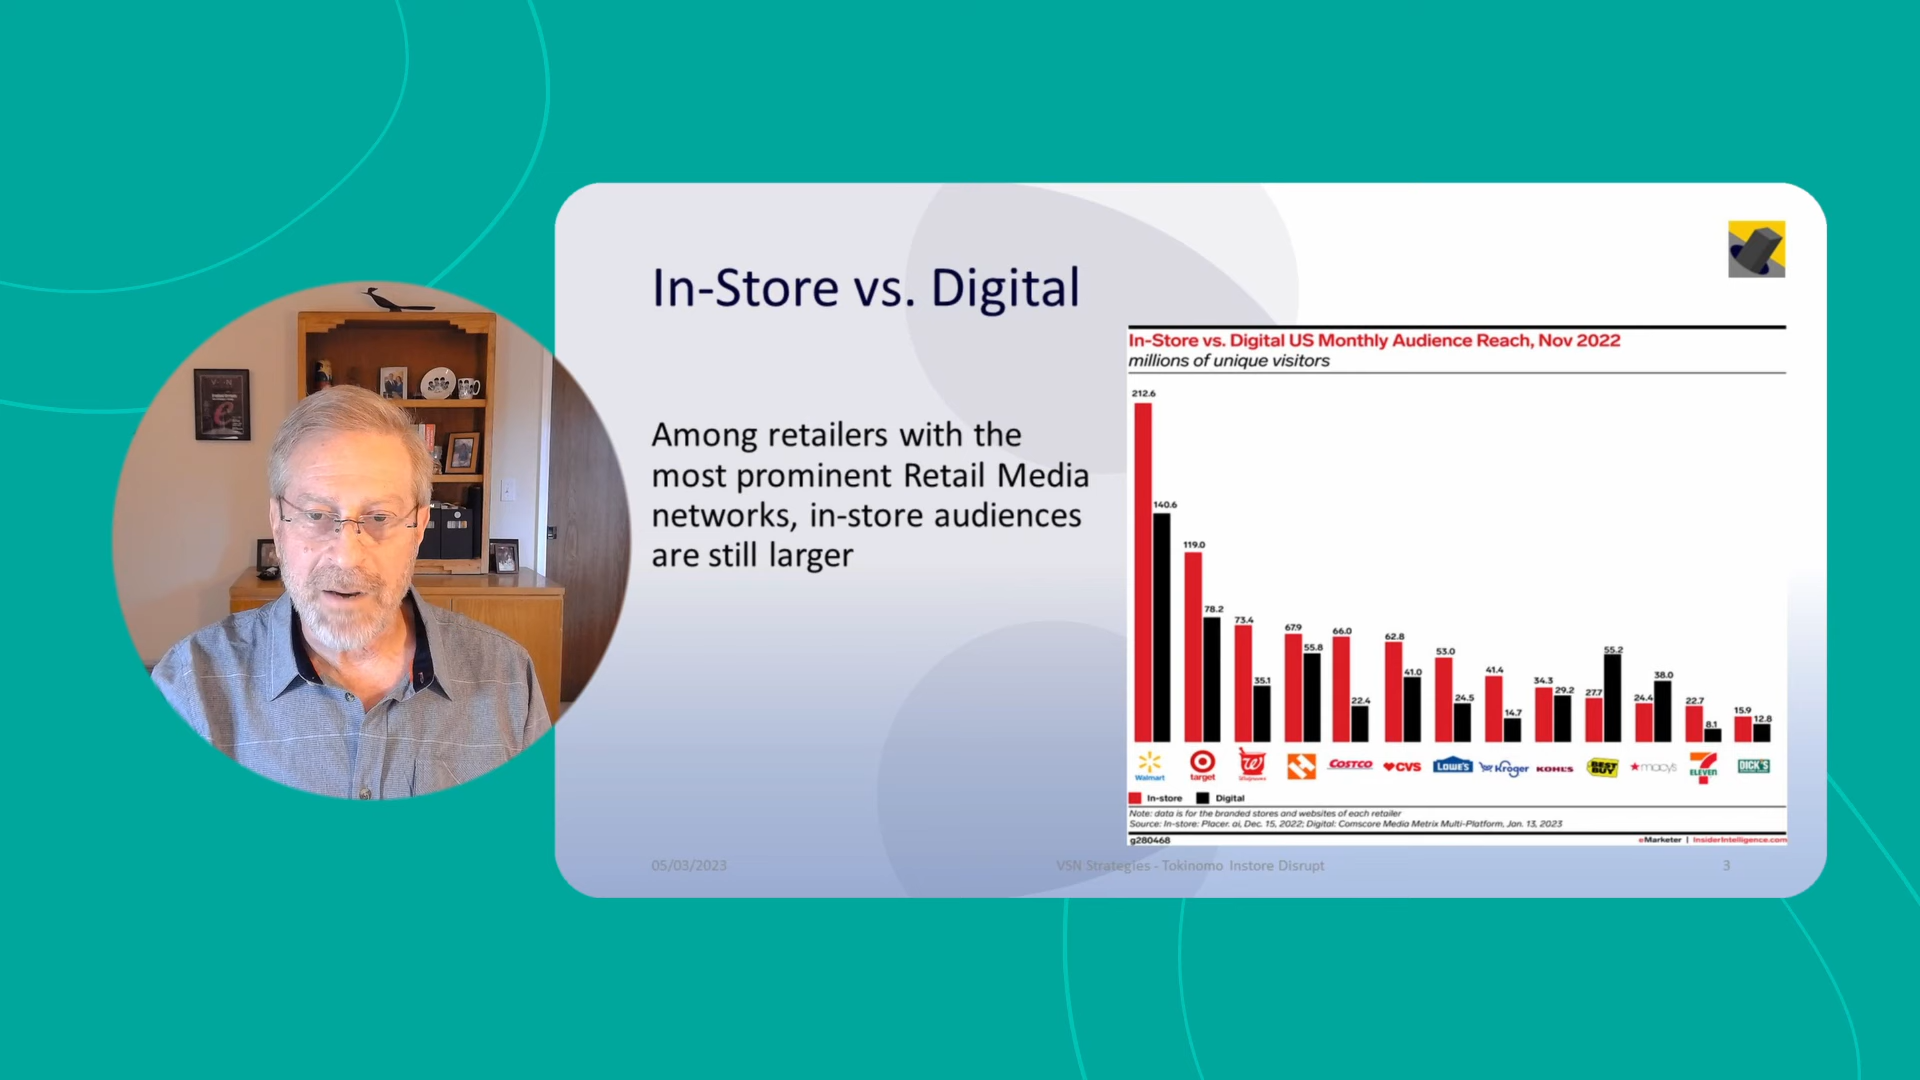 In-Store vs. Digital
Among retailers with the
most prominent Retail Media
networks, in-store audiences
are still larger
In-Store vs. Digital US Monthly Audience Reach, Nov 2022
millions of unique visitors
212.6
140.6
119.0
78.2
73.4
35.1
67.9
55.8
66.0
22.4
62.8
41.0
53.0
24.5
41.4
14.7
34.3
29.2
27.7
55.2
24.4
38.0
22.7
8.1
15.9
12.8
Walmart
target
Walgreens
COSTCO
CVS
LOWE'S
Kroger
KOHL'S
BEST BUY
macys
7 ELEVEN
DICK'S
In-store Digital
Note: data is for the branded stores and websites of each retailer
Source: In-store: Placer. ai, Dec. 15, 2022; Digital: Comscore Media Metrix Multi-Platform, Jan. 13, 2023
g280468
eMarketer | InsiderIntelligence.com
05/03/2023
VSN Strategies - Tokinomo Instore Disrupt
3